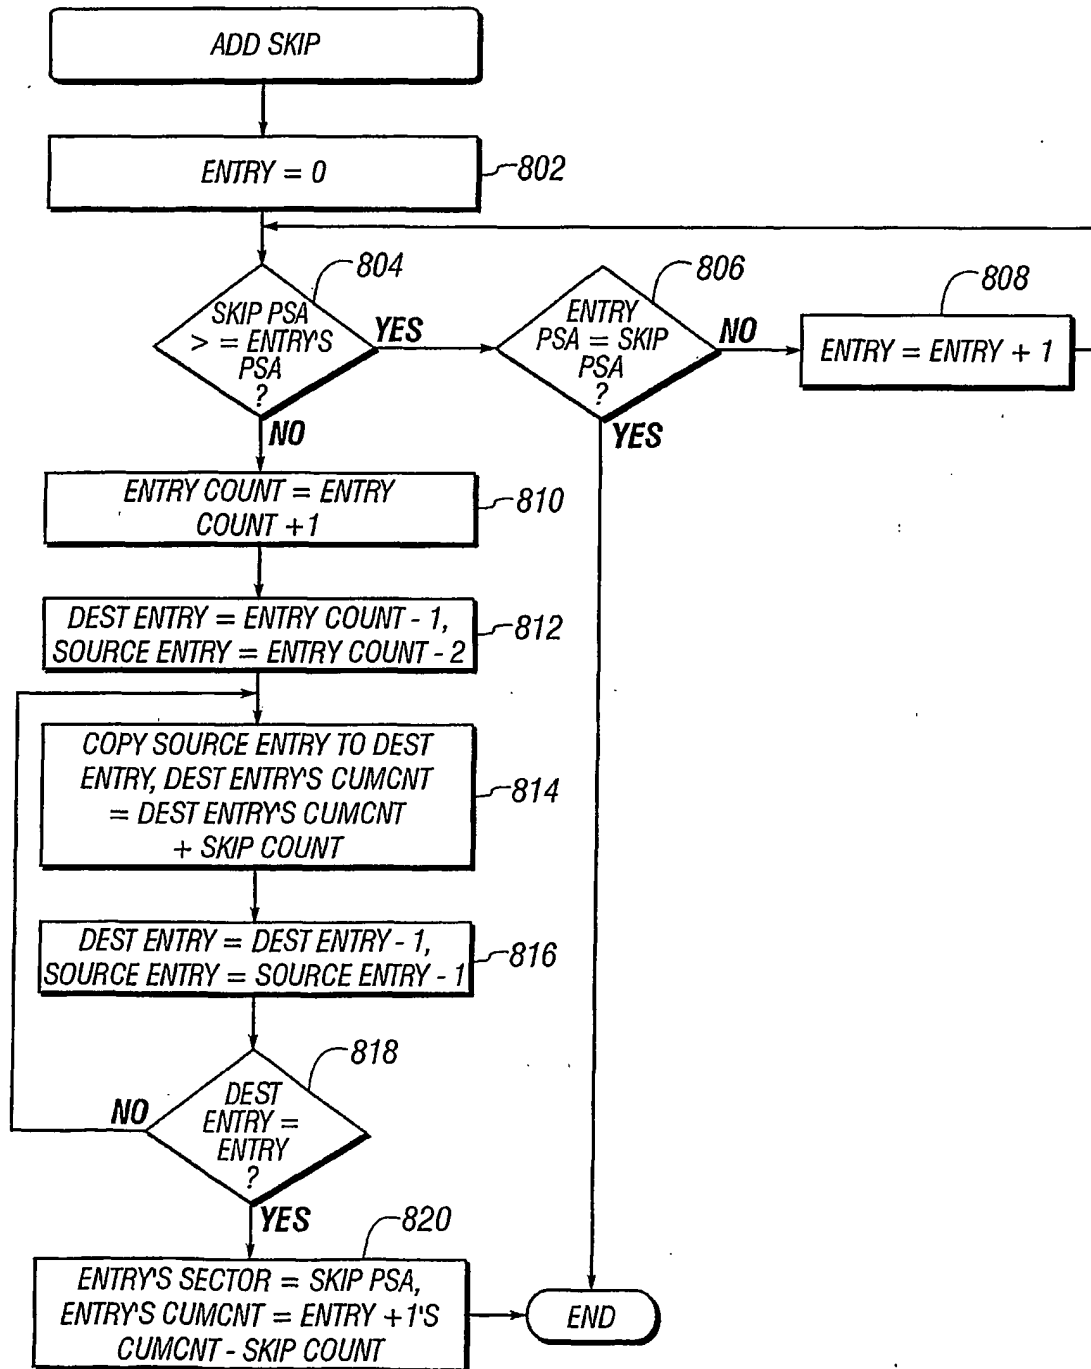 ADD SKIP
ENTRY = 0
802
804
SKIP PSA
> = ENTRY'S
PSA
?
YES
NO
806
ENTRY
PSA = SKIP
PSA
?
NO
YES
808
ENTRY = ENTRY + 1
ENTRY COUNT = ENTRY
COUNT +1
810
DEST ENTRY = ENTRY COUNT - 1,
SOURCE ENTRY = ENTRY COUNT - 2
812
COPY SOURCE ENTRY TO DEST
ENTRY, DEST ENTRY'S CUMCNT
= DEST ENTRY'S CUMCNT
+ SKIP COUNT
814
DEST ENTRY = DEST ENTRY - 1,
SOURCE ENTRY = SOURCE ENTRY - 1
816
818
DEST
ENTRY =
ENTRY
?
NO
YES
820
ENTRY'S SECTOR = SKIP PSA,
ENTRY'S CUMCNT = ENTRY +1'S
CUMCNT - SKIP COUNT
END